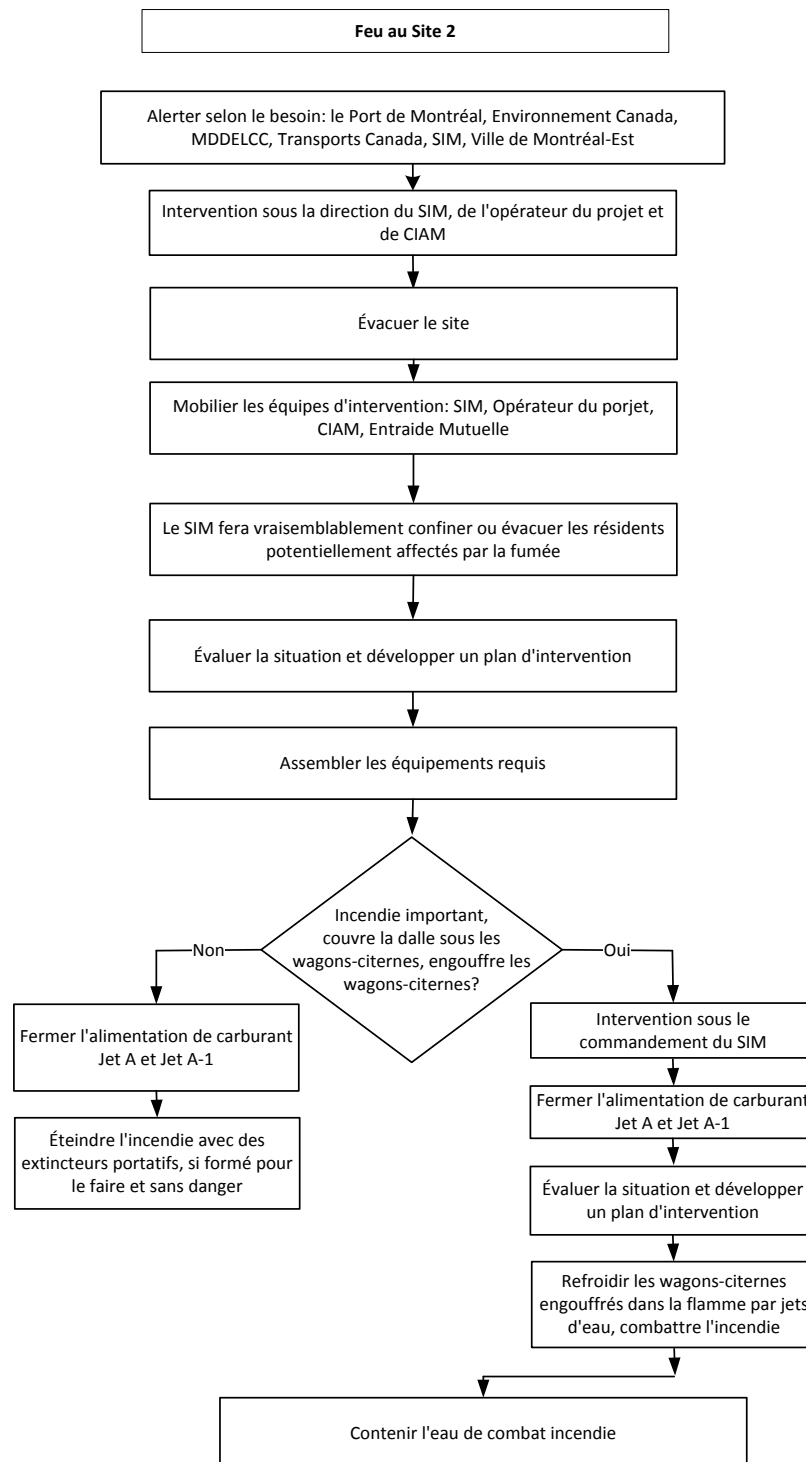 Feu au Site 2
Alerter selon le besoin: le Port de Montréal, Environnement Canada,
MDDELCC, Transports Canada, SIM, Ville de Montréal-Est
Intervention sous la direction du SIM, de l'opérateur du projet et
de CIAM
Évacuer le site
Mobilier les équipes d'intervention: SIM, Opérateur du porjet,
CIAM, Entraide Mutuelle
Le SIM fera vraisemblablement confiner ou évacuer les résidents
potentiellement affectés par la fumée
Évaluer la situation et développer un plan d'intervention
Assembler les équipements requis
Incendie important,
couvre la dalle sous les
wagons-citernes, engouffre les
wagons-citernes?
Non
Oui
Fermer l'alimentation de carburant
Jet A et Jet A-1
Éteindre l'incendie avec des
extincteurs portatifs, si formé pour
le faire et sans danger
Intervention sous le
commandement du SIM
Fermer l'alimentation de carburant
Jet A et Jet A-1
Évaluer la situation et développer
un plan d'intervention
Refroidir les wagons-citernes
engouffrés dans la flamme par jets
d'eau, combattre l'incendie
Contenir l'eau de combat incendie